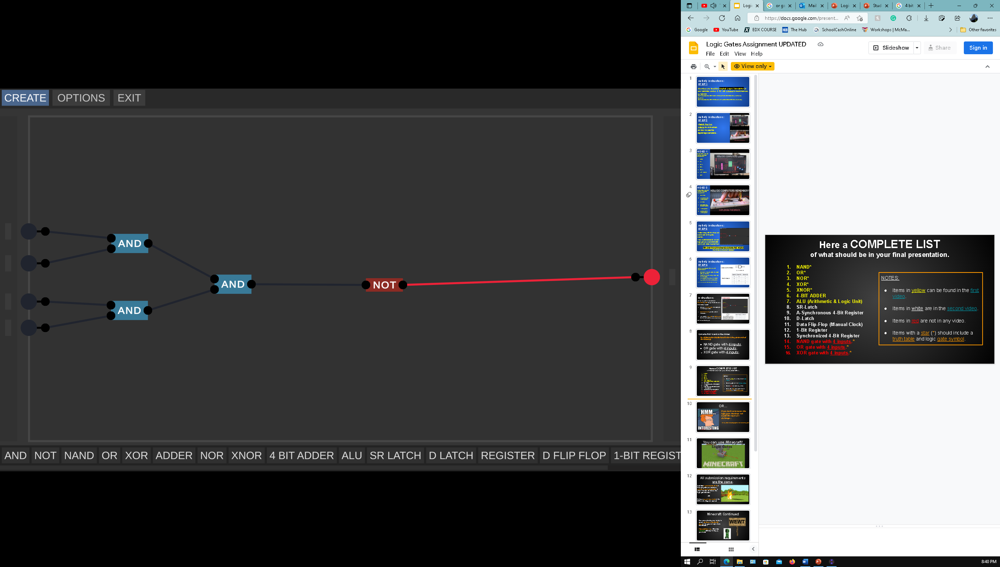 CREATE OPTIONS EXIT
AND
AND
AND
NOT
AND NOT NAND OR XOR ADDER NOR XNOR 4 BIT ADDER ALU SR LATCH D LATCH REGISTER D FLIP FLOP 1-BIT REGIST
Logi or ga Mail Logi Stud 4 bit
https://docs.google.com/present...
Google YouTube EDX COURSE The Hub SchoolCashOnline Workshops | McMa... Other favorites
Logic Gates Assignment UPDATED
File Edit View Help
Slideshow Share Sign in
View only
1
Activity Instructions:
STEP 1
2
Activity Instructions:
STEP 2
3
VIDEO 1
HOW DO COMPUTERS WORK?
4
VIDEO 2
HOW DO COMPUTERS REMEMBER?
EXPLORING THE BASICS
5
Activity Instructions:
STEP 3
6
Activity Instructions:
STEP 4
7
Instructions:
8
Circuits Not Found in the Video
NAND gate with 4 inputs.
OR gate with 4 inputs.
XOR gate with 4 inputs.
9
Here a COMPLETE LIST
10
OR...
HMM...
INTERESTING
11
You can use Minecraft!
Logic Gates
MINECRAFT
12
All submission requirements
are the same.
13
Minecraft Continued
WEWT
Here a COMPLETE LIST
of what should be in your final presentation.
1. NAND*
2. OR*
3. NOR*
4. XOR*
5. XNOR*
6. 4-BIT ADDER
7. ALU (Arithmetic & Logic Unit)
8. SR-Latch
9. A-Synchronous 4-Bit Register
10. D-Latch
11. Data Flip-Flop (Manual Clock)
12. 1-Bit Register
13. Synchronized 4-Bit Register
14. NAND gate with 4 inputs.*
15. OR gate with 4 inputs.*
16. XOR gate with 4 inputs.*
NOTES:
● Items in yellow can be found in the first
video.
● Items in white are in the second video.
● Items in red are not in any video.
● Items with a star (*) should include a
truth table and logic gate symbol.
8:40 PM